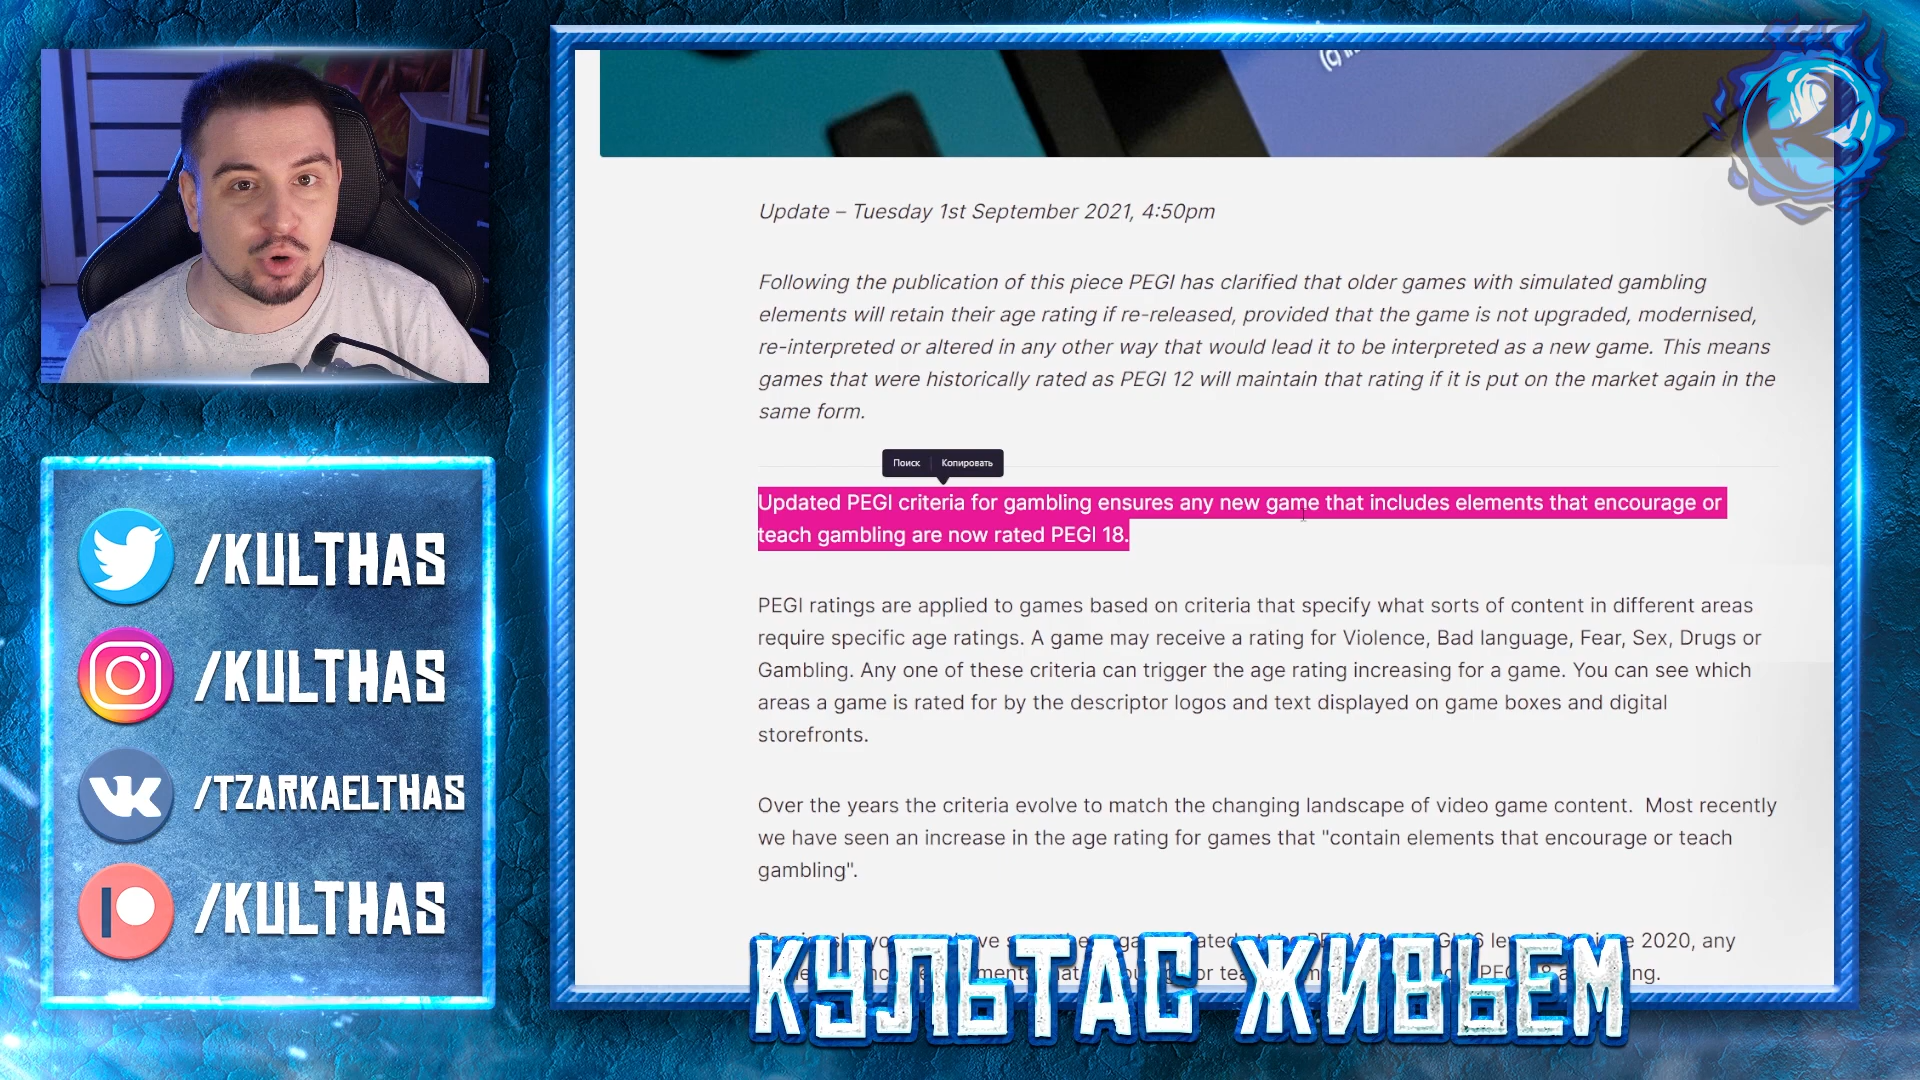 (c)
Update – Tuesday 1st September 2021, 4:50pm
Following the publication of this piece PEGI has clarified that older games with simulated gambling
elements will retain their age rating if re-released, provided that the game is not upgraded, modernised,
re-interpreted or altered in any other way that would lead it to be interpreted as a new game. This means
games that were historically rated as PEGI 12 will maintain that rating if it is put on the market again in the
same form.
Поиск Копировать
Updated PEGI criteria for gambling ensures any new game that includes elements that encourage or
teach gambling are now rated PEGI 18.
PEGI ratings are applied to games based on criteria that specify what sorts of content in different areas
require specific age ratings. A game may receive a rating for Violence, Bad language, Fear, Sex, Drugs or
Gambling. Any one of these criteria can trigger the age rating increasing for a game. You can see which
areas a game is rated for by the descriptor logos and text displayed on game boxes and digital
storefronts.
Over the years the criteria evolve to match the changing landscape of video game content. Most recently
we have seen an increase in the age rating for games that "contain elements that encourage or teach
gambling".
2020, any
/KULTHAS
/KULTHAS
/TZARKAELTHAS
/KULTHAS
КУЛЬТАС ЖИВЬЕМ